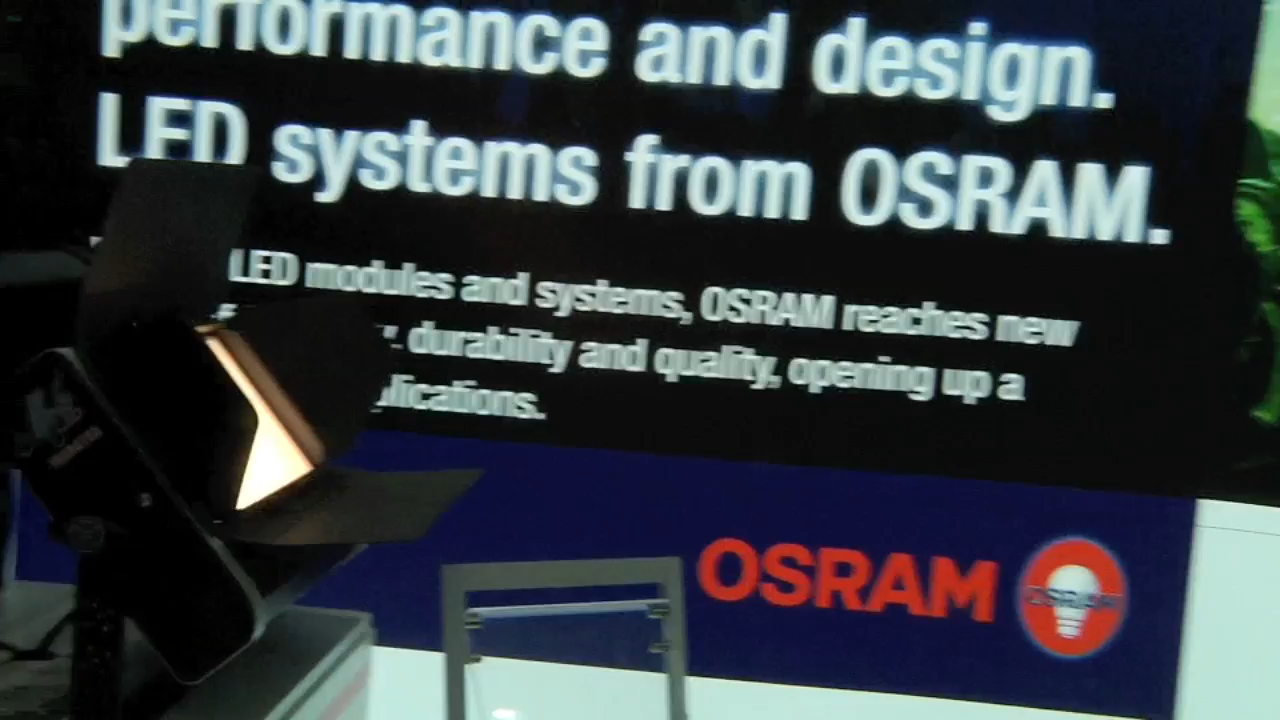 performance and design.
LED systems from OSRAM.
LED modules and systems, OSRAM reaches new
durability and quality, opening up a
OSRAM
OSRAM